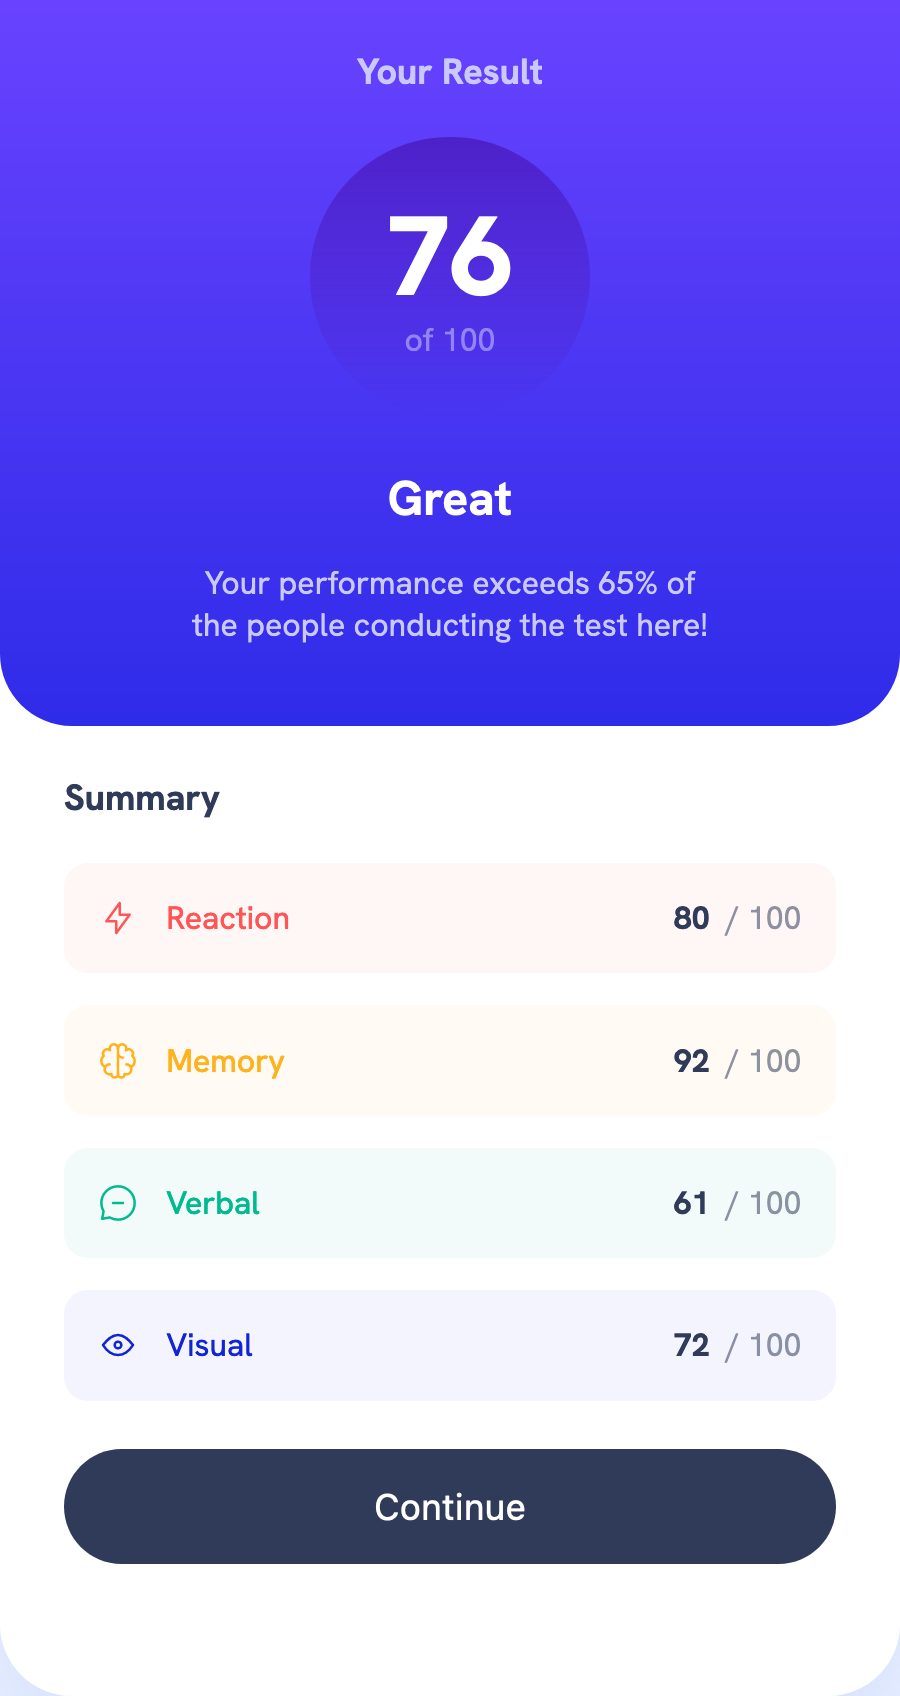 Your Result
76
of 100
Great
Your performance exceeds 65% of
the people conducting the test here!
Summary
Reaction 80 / 100
Memory 92 / 100
Verbal 61 / 100
Visual 72 / 100
Continue